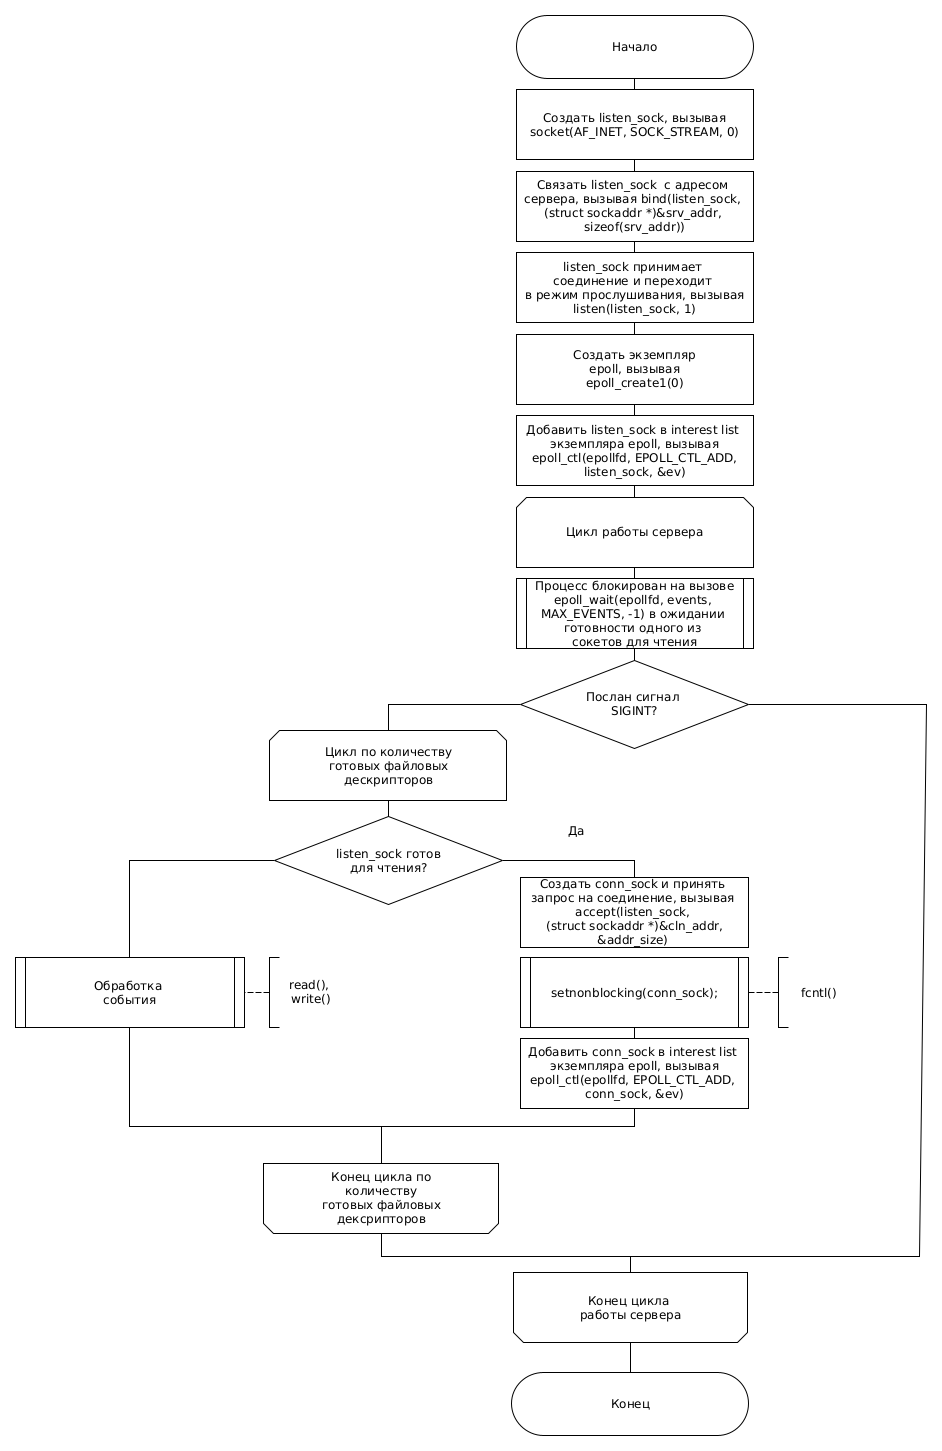 Начало
Создать listen_sock, вызывая
socket(AF_INET, SOCK_STREAM, 0)
Связать listen_sock с адресом
сервера, вызывая bind(listen_sock,
(struct sockaddr *)&srv_addr,
sizeof(srv_addr))
listen_sock принимает
соединение и переходит
в режим прослушивания, вызывая
listen(listen_sock, 1)
Создать экземпляр
epoll, вызывая
epoll_create1(0)
Добавить listen_sock в interest list
экземпляра epoll, вызывая
epoll_ctl(epollfd, EPOLL_CTL_ADD,
listen_sock, &ev)
Цикл работы сервера
Процесс блокирован на вызове
epoll_wait(epollfd, events,
MAX_EVENTS, -1) в ожидании
готовности одного из
сокетов для чтения
Послан сигнал
SIGINT?
Цикл по количеству
готовых файловых
дескрипторов
Да
listen_sock готов
для чтения?
Создать conn_sock и принять
запрос на соединение, вызывая
accept(listen_sock,
(struct sockaddr *)&cln_addr,
&addr_size)
Обработка
события
read(),
write()
setnonblocking(conn_sock);
fcntl()
Добавить conn_sock в interest list
экземпляра epoll, вызывая
epoll_ctl(epollfd, EPOLL_CTL_ADD,
conn_sock, &ev)
Конец цикла по
количеству
готовых файловых
дексрипторов
Конец цикла
работы сервера
Конец